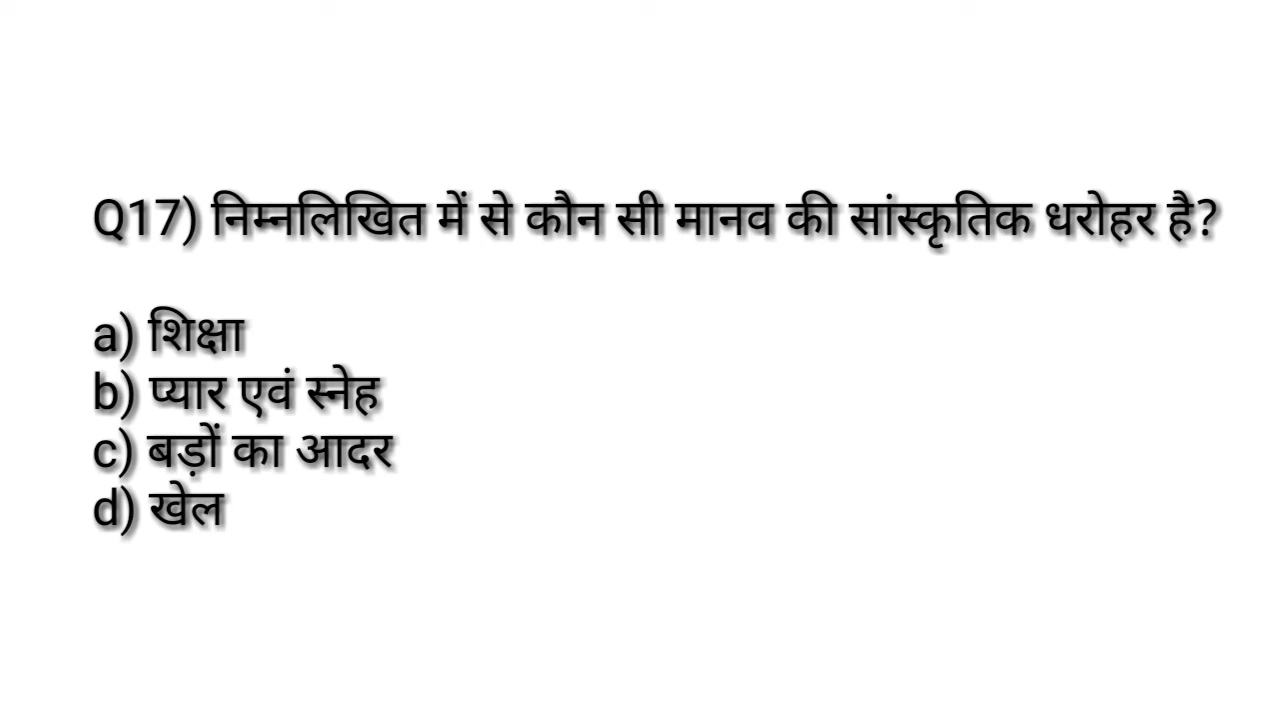 Q17) निम्नलिखित में से कौन सी मानव की सांस्कृतिक धरोहर है?
a) शिक्षा
b) प्यार एवं स्नेह
c) बड़ों का आदर
d) खेल